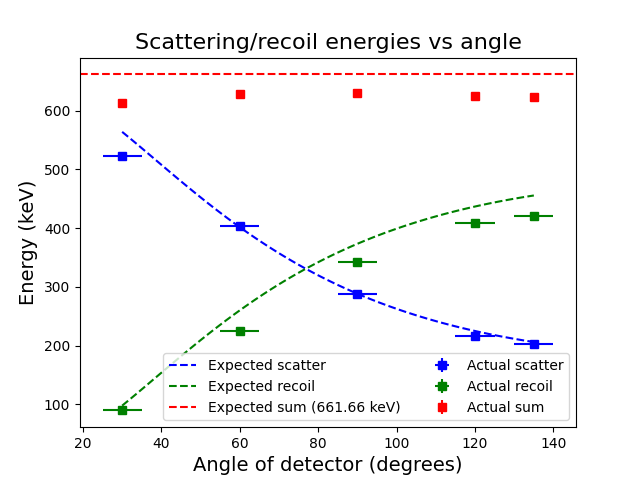 Scattering/recoil energies vs angle
Energy (keV)
600
500
400
300
200
100
Expected scatter
Expected recoil
Expected sum (661.66 keV)
Actual scatter
Actual recoil
Actual sum
20 40 60 80 100 120 140
Angle of detector (degrees)